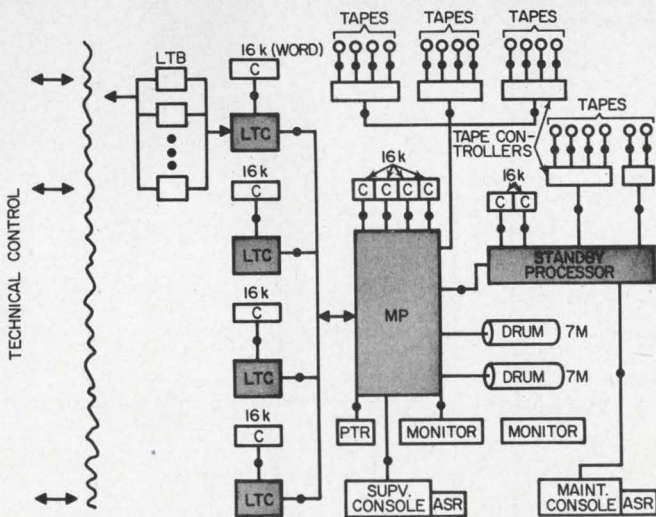 TAPES
TAPES
TAPES
16 k (WORD)
LTB
C
LTC
TAPES
TAPE CON-
TROLLERS
16 k
C C C C
16 k
C
LTC
16 k
C C
STANDBY
PROCESSOR
MP
TECHNICAL CONTROL
16 k
C
LTC
DRUM 7M
DRUM 7M
16 k
C
LTC
PTR
MONITOR
MONITOR
SUPV.
CONSOLE
ASR
MAINT.
CONSOLE
ASR